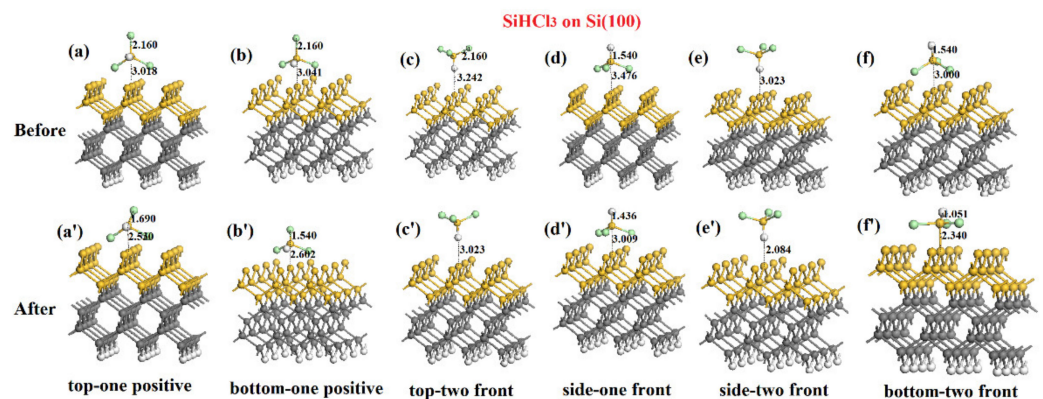 SiHCl3 on Si(100)
(a) (b) (c) (d) (e) (f)
2.160 2.160 2.160 1.540 1.540
3.018 3.041 3.242 3.476 3.023 3.000
Before
(a') (b') (c') (d') (e') (f')
1.690 1.540 1.436 1.051
2.530 2.602 3.023 3.009 2.084 2.340
After
top-one positive bottom-one positive top-two front side-one front side-two front bottom-two front